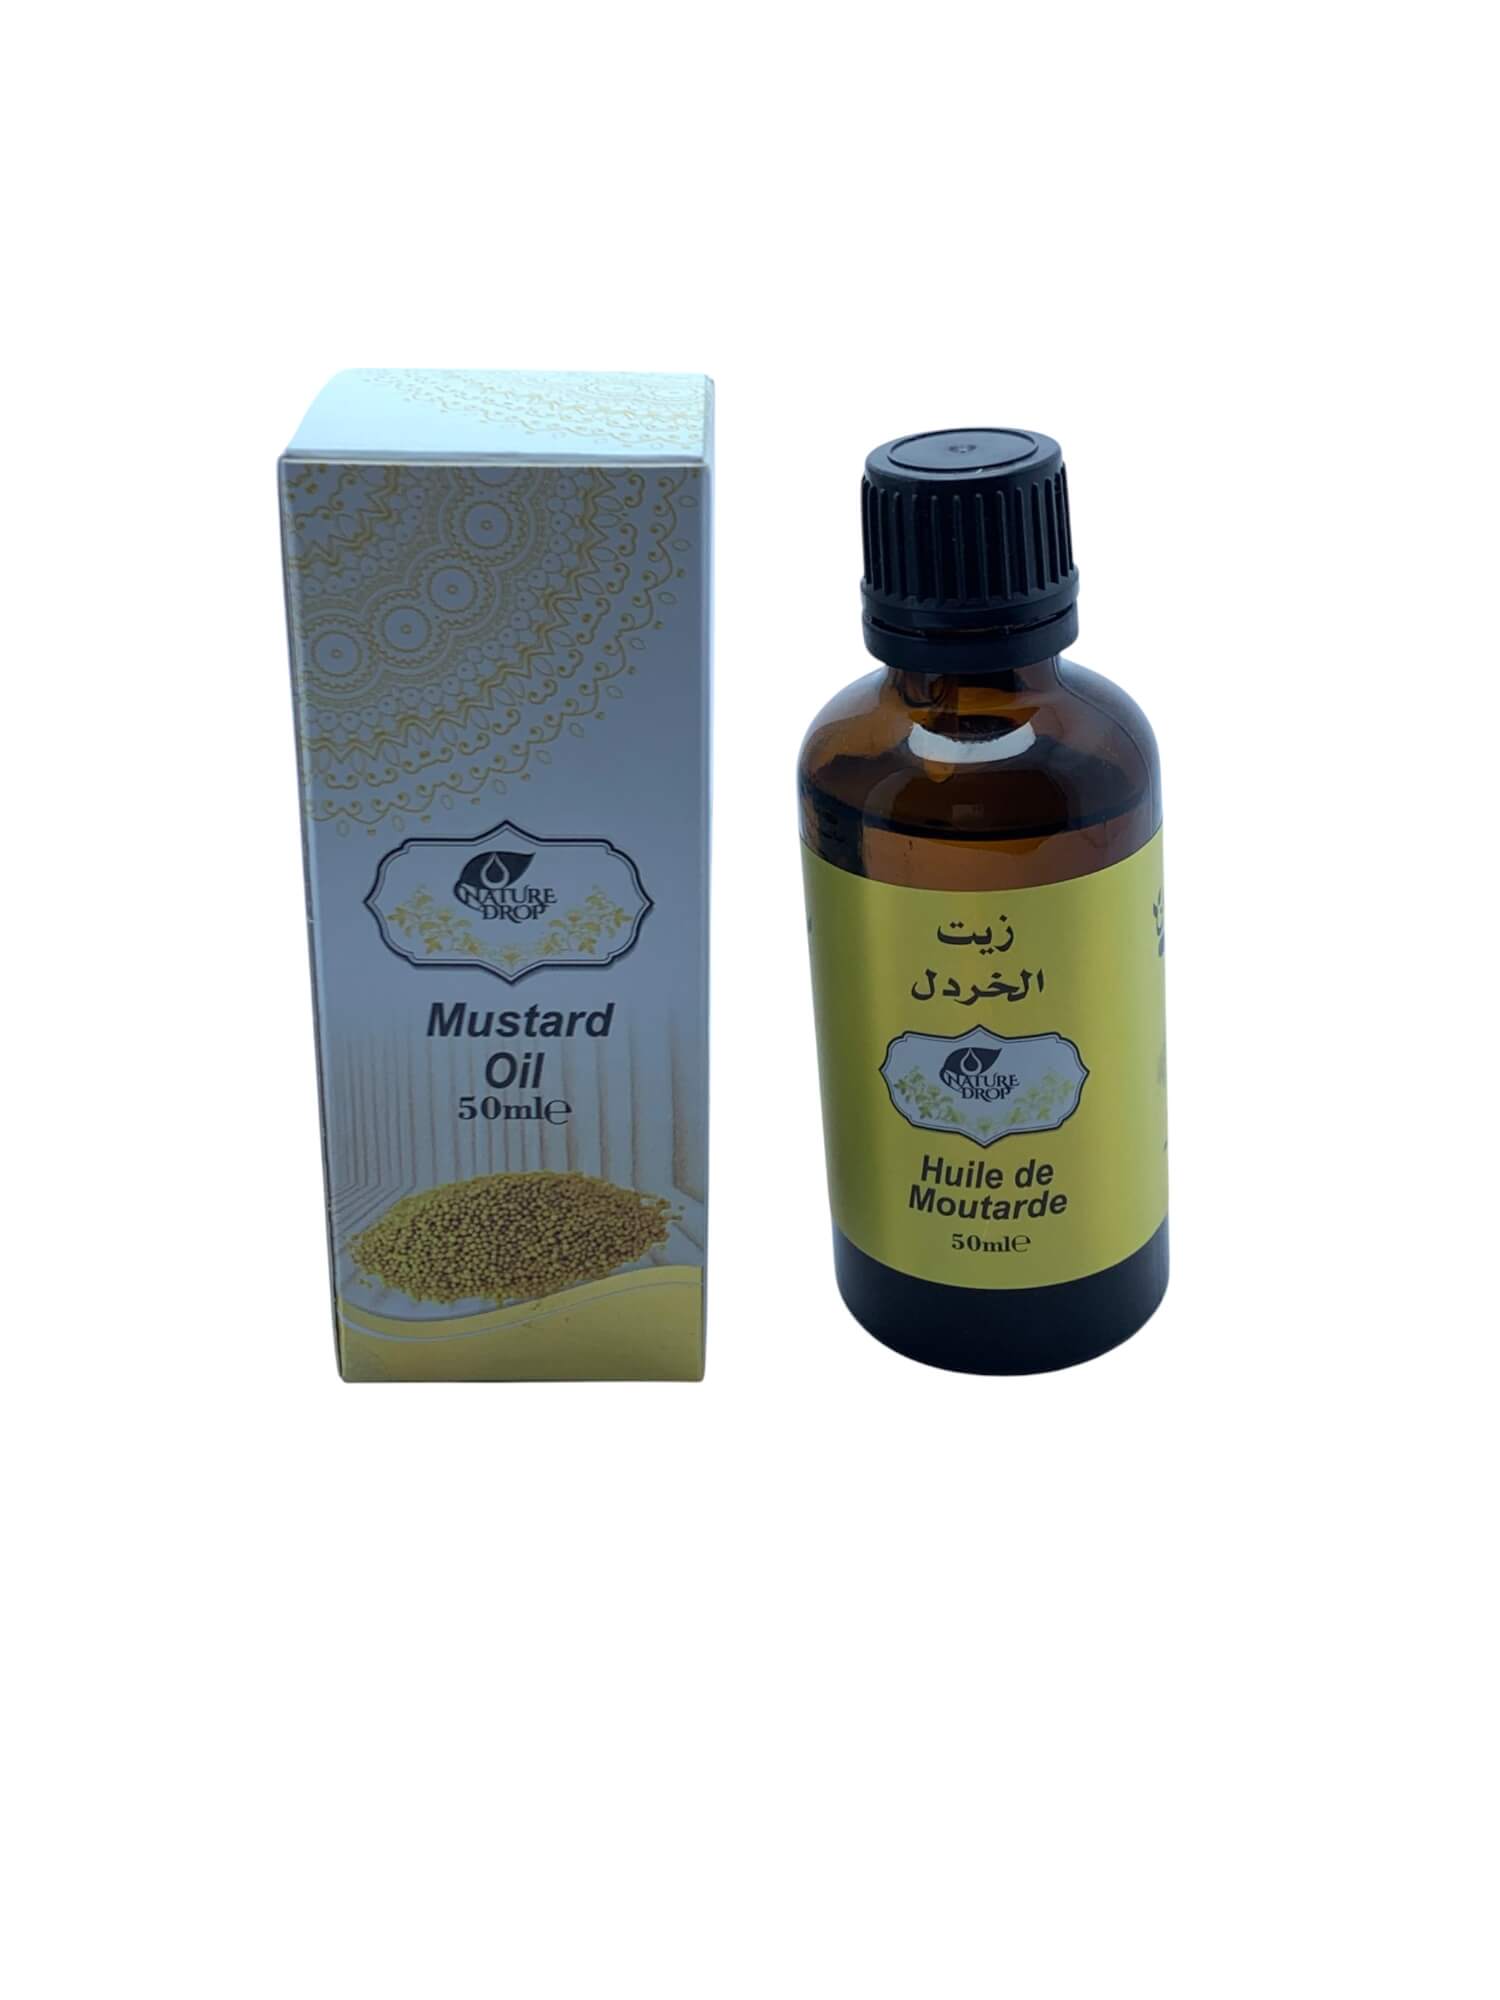 NATURE
DROP
Mustard
Oil
50ml℮
زيت
الخردل
NATURE
DROP
Huile de
Moutarde
50ml℮